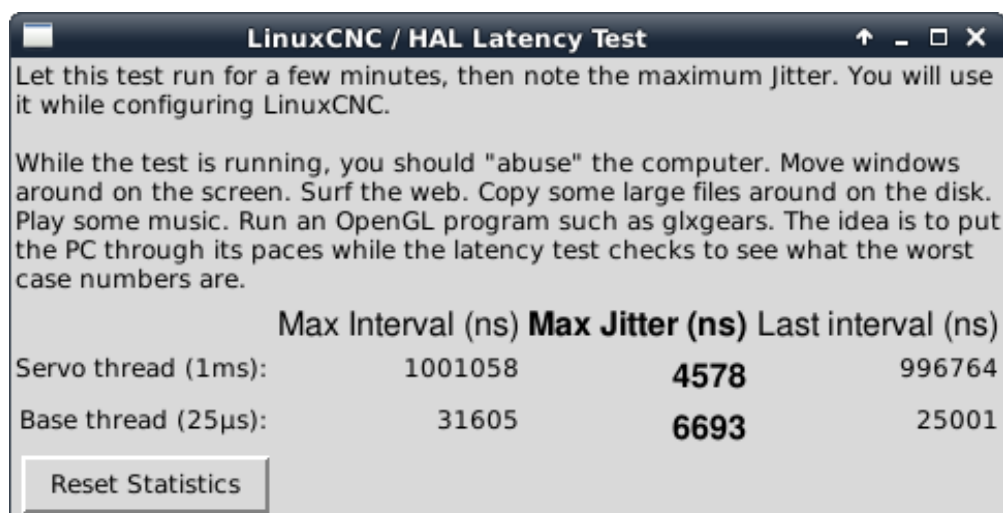 LinuxCNC / HAL Latency Test
Let this test run for a few minutes, then note the maximum Jitter. You will use
it while configuring LinuxCNC.
While the test is running, you should "abuse" the computer. Move windows
around on the screen. Surf the web. Copy some large files around on the disk.
Play some music. Run an OpenGL program such as glxgears. The idea is to put
the PC through its paces while the latency test checks to see what the worst
case numbers are.
Max Interval (ns) Max Jitter (ns) Last interval (ns)
Servo thread (1ms): 1001058 4578 996764
Base thread (25µs): 31605 6693 25001
Reset Statistics